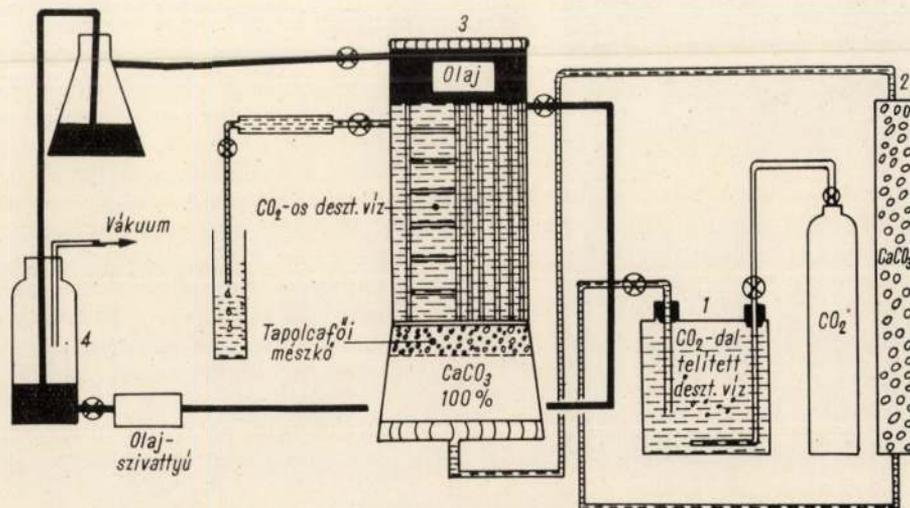 3
Olaj
2
CO₂-os deszt. víz
Vákuum
4
Tapolcafői
mészkő
CaCO₃
100%
Olaj-
szivattyú
1
CO₂-dal
telített
deszt. víz
CO₂
CaCO₃